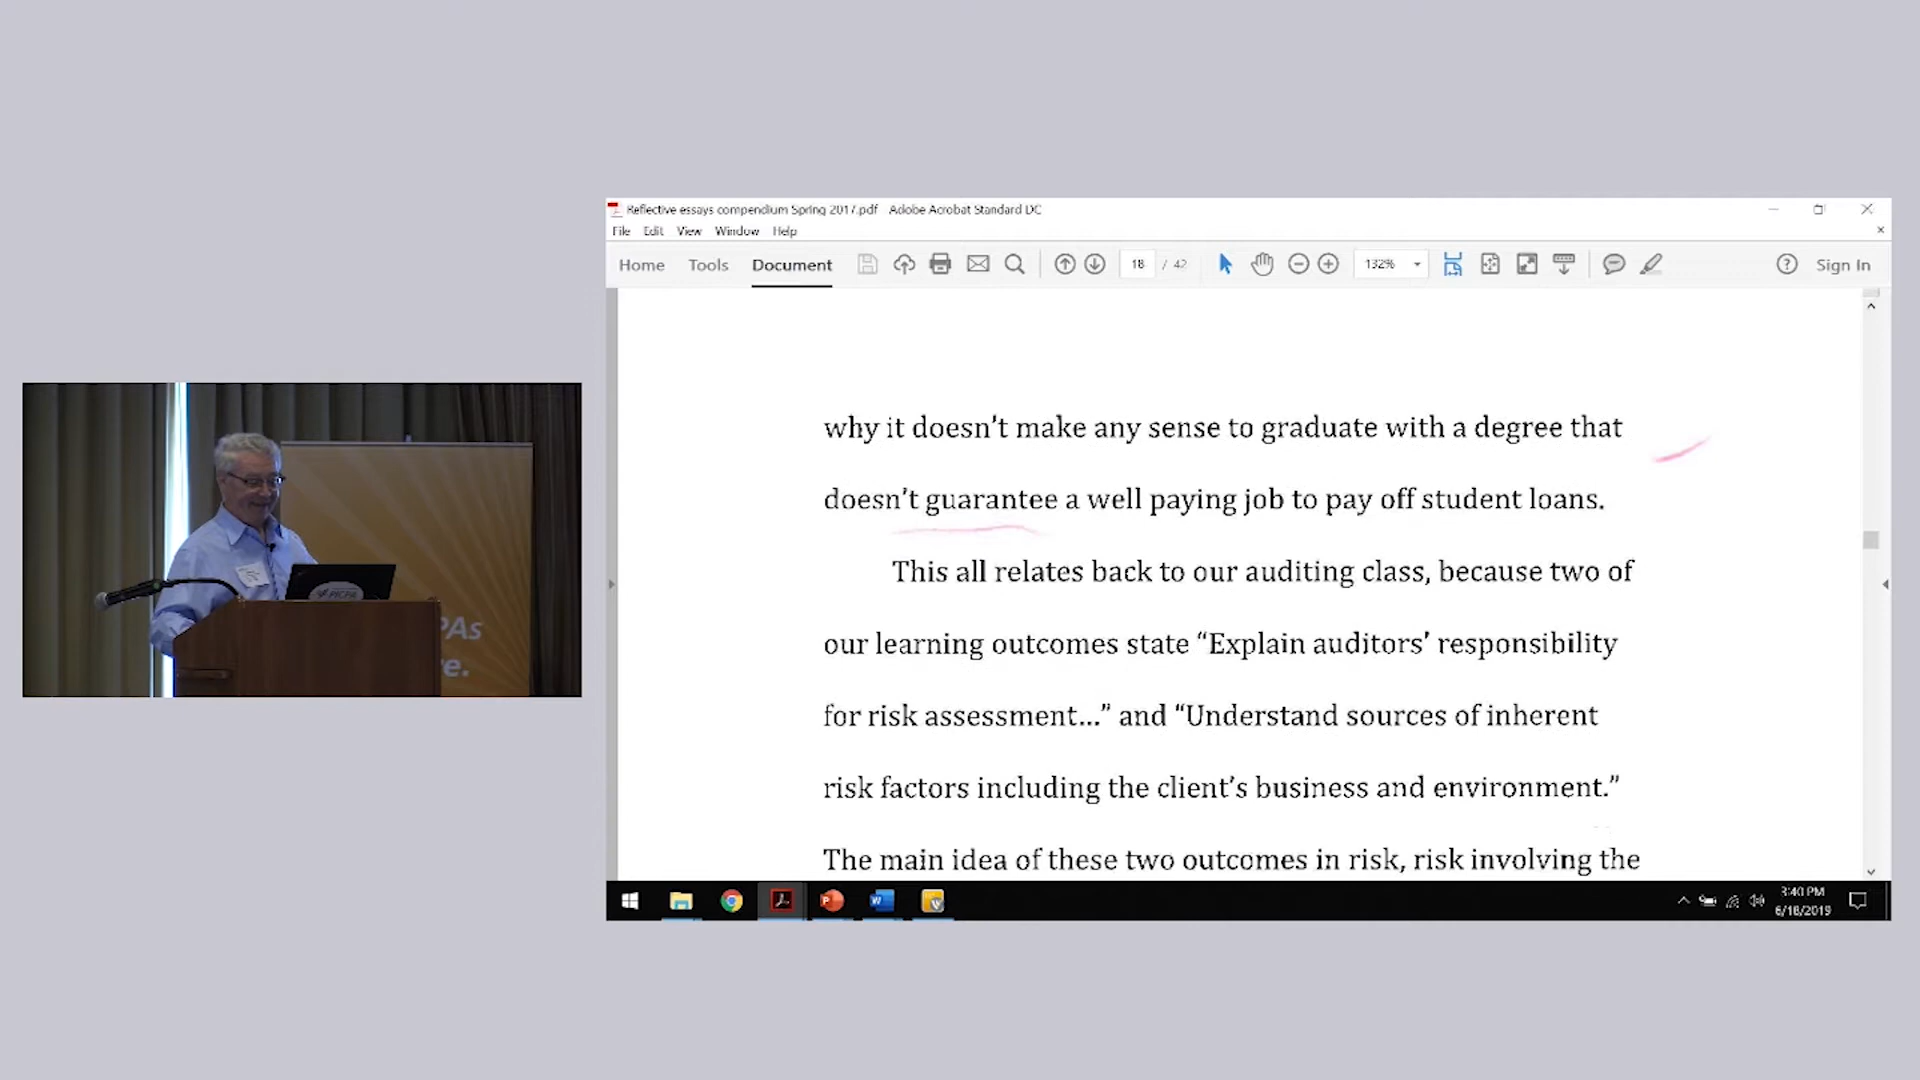 Reflective essays compendium Spring 2017.pdf - Adobe Acrobat Standard DC
File Edit View Window Help
Home Tools Document 18 / 42 132% Sign In
why it doesn’t make any sense to graduate with a degree that
doesn’t guarantee a well paying job to pay off student loans.
This all relates back to our auditing class, because two of
our learning outcomes state “Explain auditors’ responsibility
for risk assessment...” and “Understand sources of inherent
risk factors including the client’s business and environment.”
The main idea of these two outcomes in risk, risk involving the
3:40 PM
6/18/2019
PICPA
PAs
e.